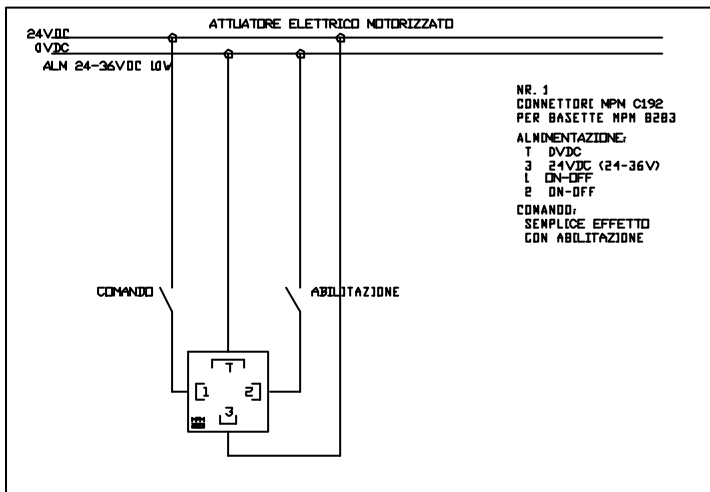 ATTUATORE ELETTRICO MOTORIZZATO
24VDC
0VDC
ALM 24-36VDC 10W
NR. 1
CONNETTORE MPM C192
PER BASETTE MPM B283
ALMIMENTAZIONE:
T 0VDC
3 24VDC (24-36V)
1 ON-OFF
2 ON-OFF
COMANDO:
SEMPLICE EFFETTO
CON ABILITAZIONE
COMANDO
ABILITAZIONE
T
1 2
3